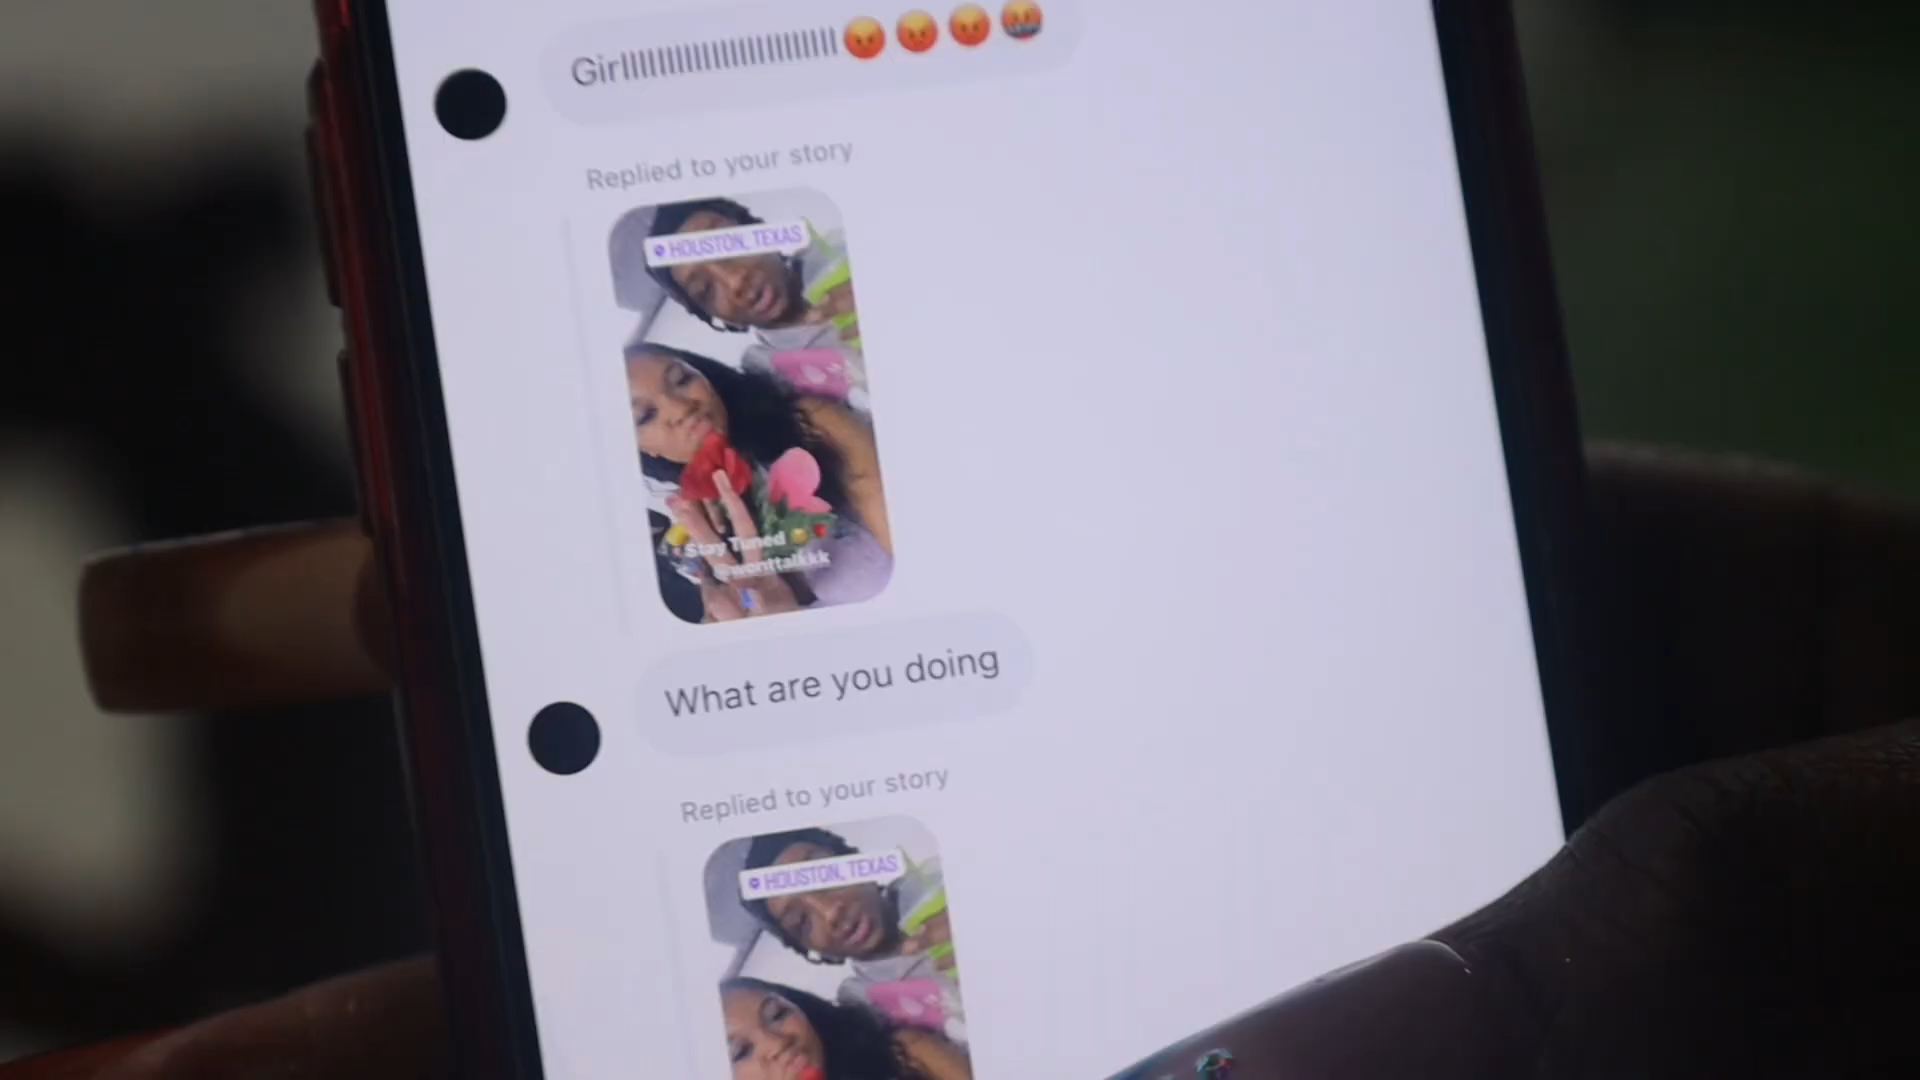 Girlllllllllllllllllllllll😡😡😡🤬
Replied to your story
HOUSTON, TEXAS
Stay Tuned
@wonttalkkk
What are you doing
Replied to your story
HOUSTON, TEXAS